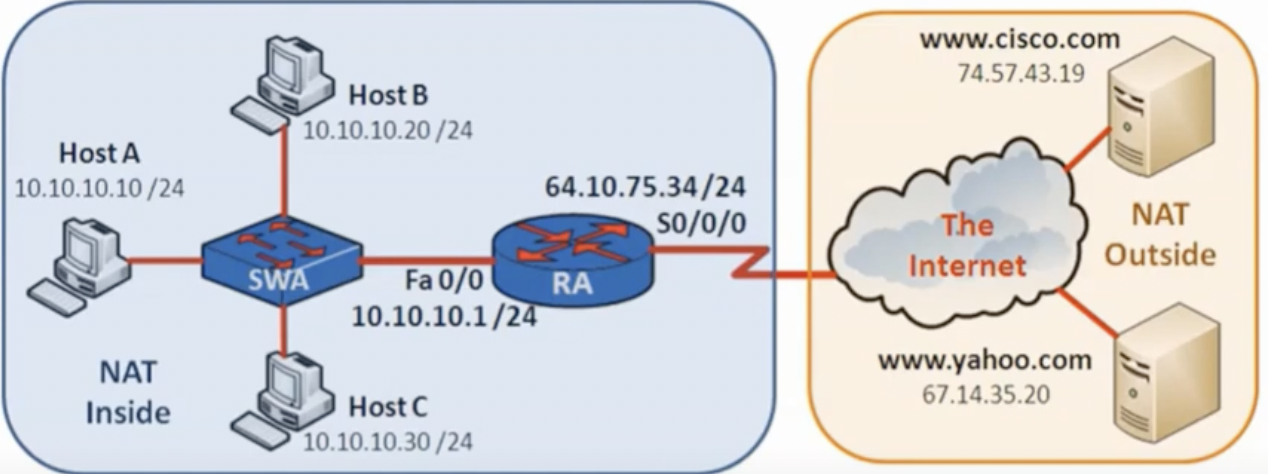 www.cisco.com
74.57.43.19
Host B
10.10.10.20 /24
Host A
10.10.10.10 /24
64.10.75.34/24
S0/0/0
NAT
Outside
The
Internet
SWA
Fa 0/0
RA
10.10.10.1/24
www.yahoo.com
67.14.35.20
NAT
Inside
Host C
10.10.10.30 /24